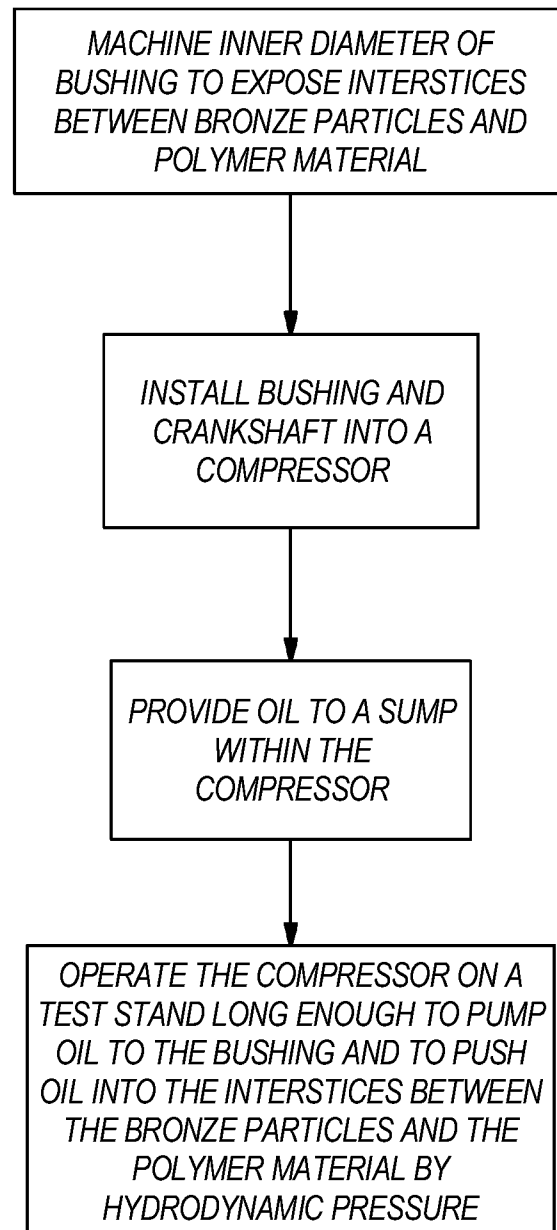 MACHINE INNER DIAMETER OF
BUSHING TO EXPOSE INTERSTICES
BETWEEN BRONZE PARTICLES AND
POLYMER MATERIAL
INSTALL BUSHING AND
CRANKSHAFT INTO A
COMPRESSOR
PROVIDE OIL TO A SUMP
WITHIN THE
COMPRESSOR
OPERATE THE COMPRESSOR ON A
TEST STAND LONG ENOUGH TO PUMP
OIL TO THE BUSHING AND TO PUSH
OIL INTO THE INTERSTICES BETWEEN
THE BRONZE PARTICLES AND THE
POLYMER MATERIAL BY
HYDRODYNAMIC PRESSURE